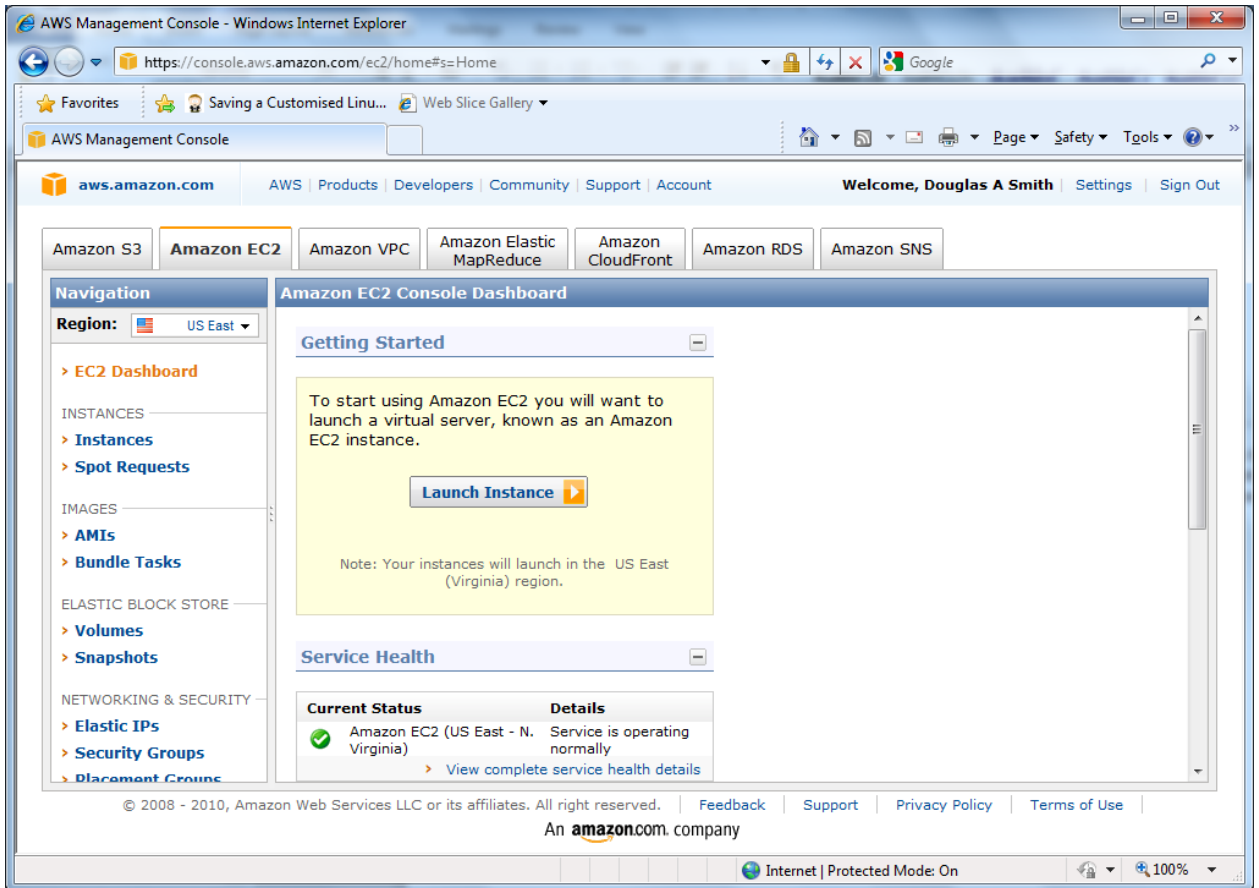 AWS Management Console - Windows Internet Explorer
https://console.aws.amazon.com/ec2/home#s=Home
Google
Favorites
Saving a Customised Linu...
Web Slice Gallery
AWS Management Console
Page
Safety
Tools
aws.amazon.com
AWS | Products | Developers | Community | Support | Account
Welcome, Douglas A Smith | Settings | Sign Out
Amazon S3
Amazon EC2
Amazon VPC
Amazon Elastic
MapReduce
Amazon
CloudFront
Amazon RDS
Amazon SNS
Navigation
Region:
US East
EC2 Dashboard
INSTANCES
Instances
Spot Requests
IMAGES
AMIs
Bundle Tasks
ELASTIC BLOCK STORE
Volumes
Snapshots
NETWORKING & SECURITY
Elastic IPs
Security Groups
Placement Groups
Amazon EC2 Console Dashboard
Getting Started
To start using Amazon EC2 you will want to
launch a virtual server, known as an Amazon
EC2 instance.
Launch Instance
Note: Your instances will launch in the US East
(Virginia) region.
Service Health
Current Status
Details
Amazon EC2 (US East - N.
Virginia)
Service is operating
normally
View complete service health details
© 2008 - 2010, Amazon Web Services LLC or its affiliates. All right reserved. | Feedback | Support | Privacy Policy | Terms of Use |
An amazon.com. company
Internet | Protected Mode: On
100%